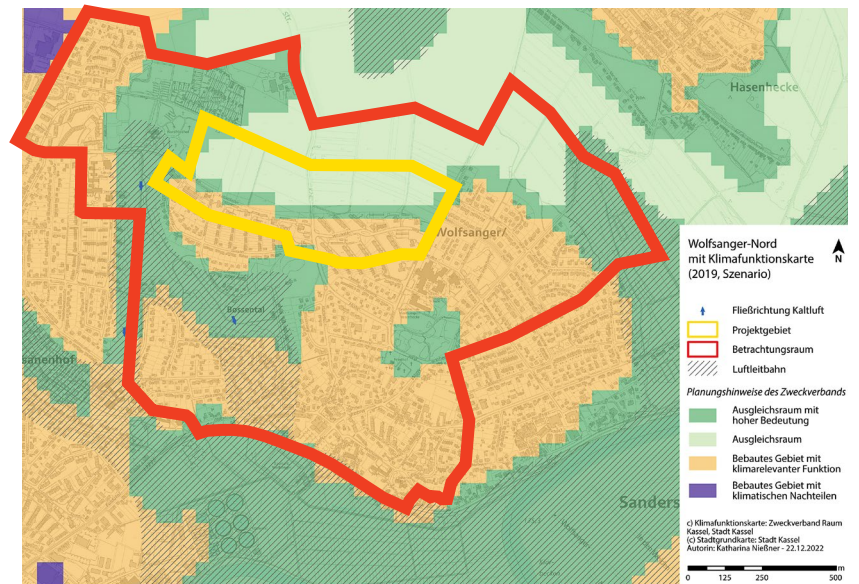 Hasenhecke
Wolfsanger/
Bossental
sanenhof
Sanders
Wolfsanger-Nord
mit Klimafunktionskarte
(2019, Szenario)
N
Fließrichtung Kaltluft
Projektgebiet
Betrachtungsraum
Luftleitbahn
Planungshinweise des Zweckverbands
Ausgleichsraum mit
hoher Bedeutung
Ausgleichsraum
Bebautes Gebiet mit
klimarelevanter Funktion
Bebautes Gebiet mit
klimatischen Nachteilen
c) Klimafunktionskarte: Zweckverband Raum
Kassel, Stadt Kassel
(c) Stadtgrundkarte: Stadt Kassel
Autorin: Katharina Nießner - 22.12.2022
m
0 125 250 500